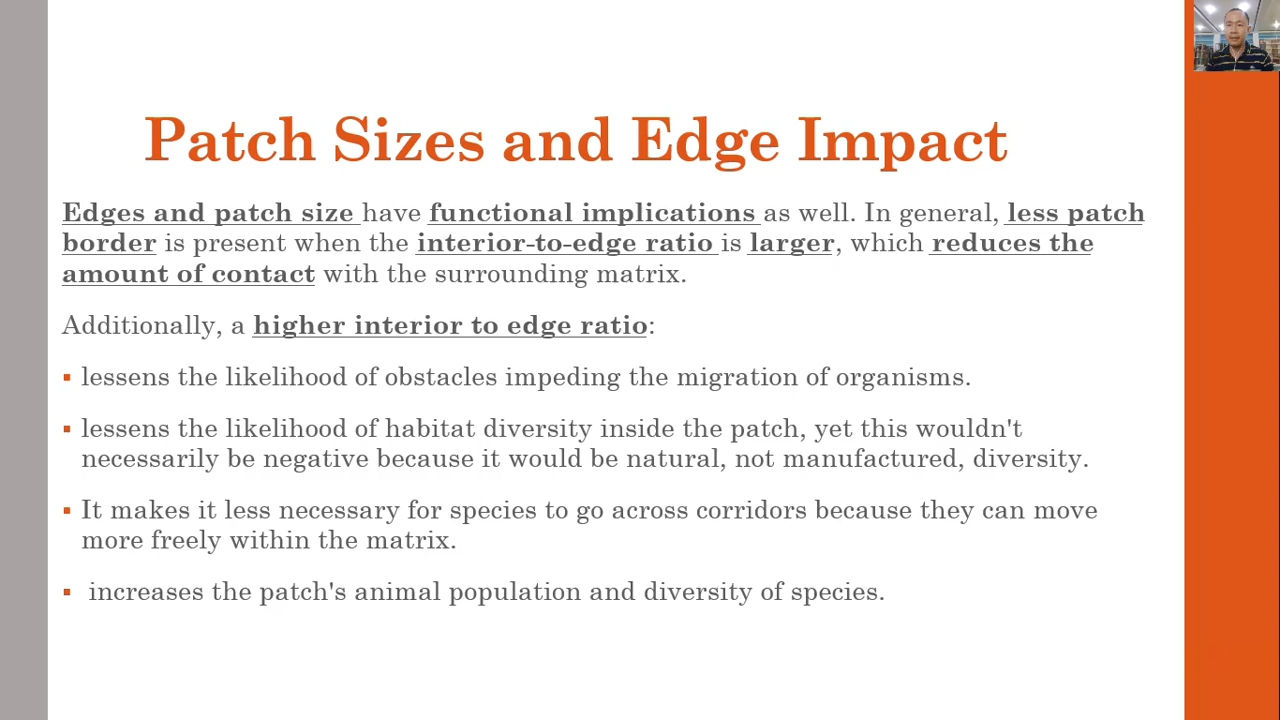 Patch Sizes and Edge Impact
Edges and patch size have functional implications as well. In general, less patch
border is present when the interior-to-edge ratio is larger, which reduces the
amount of contact with the surrounding matrix.
Additionally, a higher interior to edge ratio:
▪ lessens the likelihood of obstacles impeding the migration of organisms.
▪ lessens the likelihood of habitat diversity inside the patch, yet this wouldn't
necessarily be negative because it would be natural, not manufactured, diversity.
▪ It makes it less necessary for species to go across corridors because they can move
more freely within the matrix.
▪ increases the patch's animal population and diversity of species.